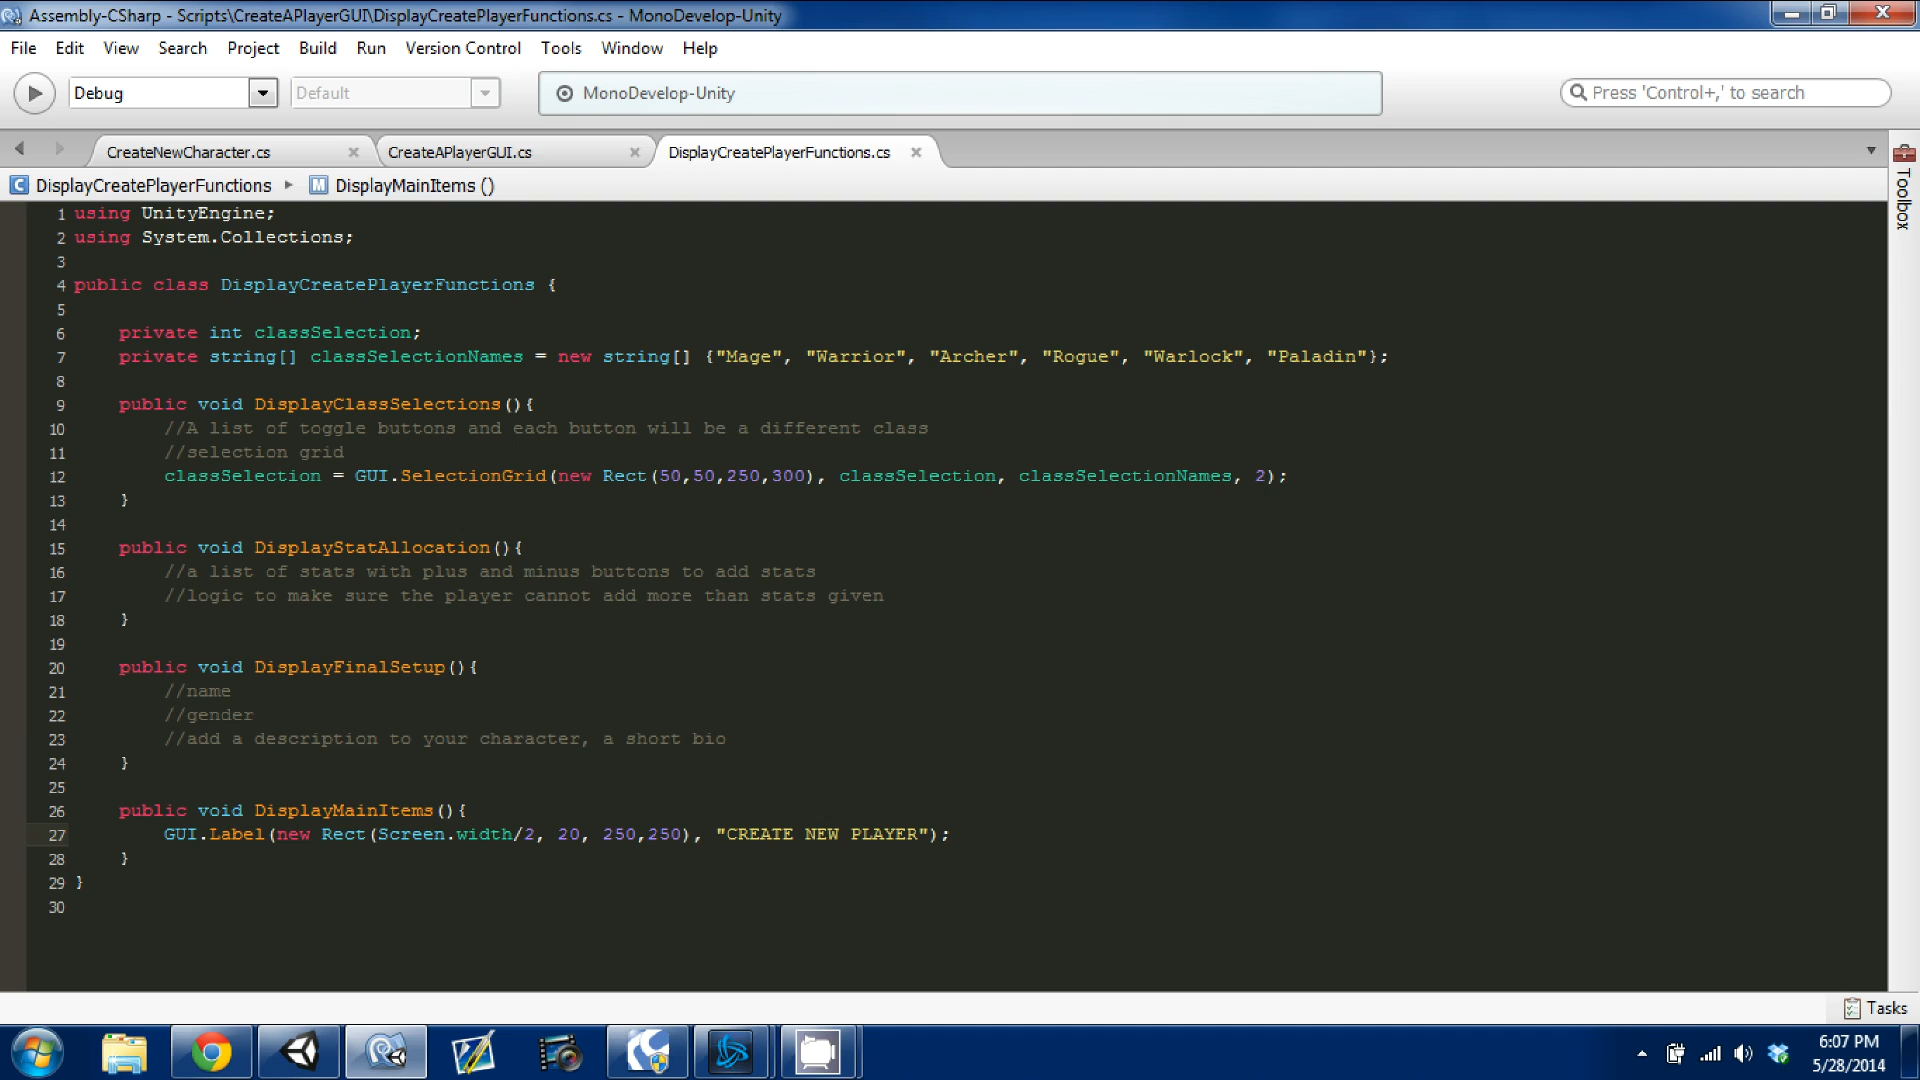 Assembly-CSharp - Scripts\CreateAPlayerGUI\DisplayCreatePlayerFunctions.cs - MonoDevelop-Unity
File Edit View Search Project Build Run Version Control Tools Window Help
Debug Default MonoDevelop-Unity Press 'Control+,' to search
CreateNewCharacter.cs CreateAPlayerGUI.cs DisplayCreatePlayerFunctions.cs
DisplayCreatePlayerFunctions DisplayMainItems ()
Toolbox
1 using UnityEngine;
2 using System.Collections;
3
4 public class DisplayCreatePlayerFunctions {
5
6 private int classSelection;
7 private string[] classSelectionNames = new string[] {"Mage", "Warrior", "Archer", "Rogue", "Warlock", "Paladin"};
8
9 public void DisplayClassSelections(){
10 //A list of toggle buttons and each button will be a different class
11 //selection grid
12 classSelection = GUI.SelectionGrid(new Rect(50,50,250,300), classSelection, classSelectionNames, 2);
13 }
14
15 public void DisplayStatAllocation(){
16 //a list of stats with plus and minus buttons to add stats
17 //logic to make sure the player cannot add more than stats given
18 }
19
20 public void DisplayFinalSetup(){
21 //name
22 //gender
23 //add a description to your character, a short bio
24 }
25
26 public void DisplayMainItems(){
27 GUI.Label(new Rect(Screen.width/2, 20, 250,250), "CREATE NEW PLAYER");
28 }
29 }
30
Tasks
6:07 PM
5/28/2014